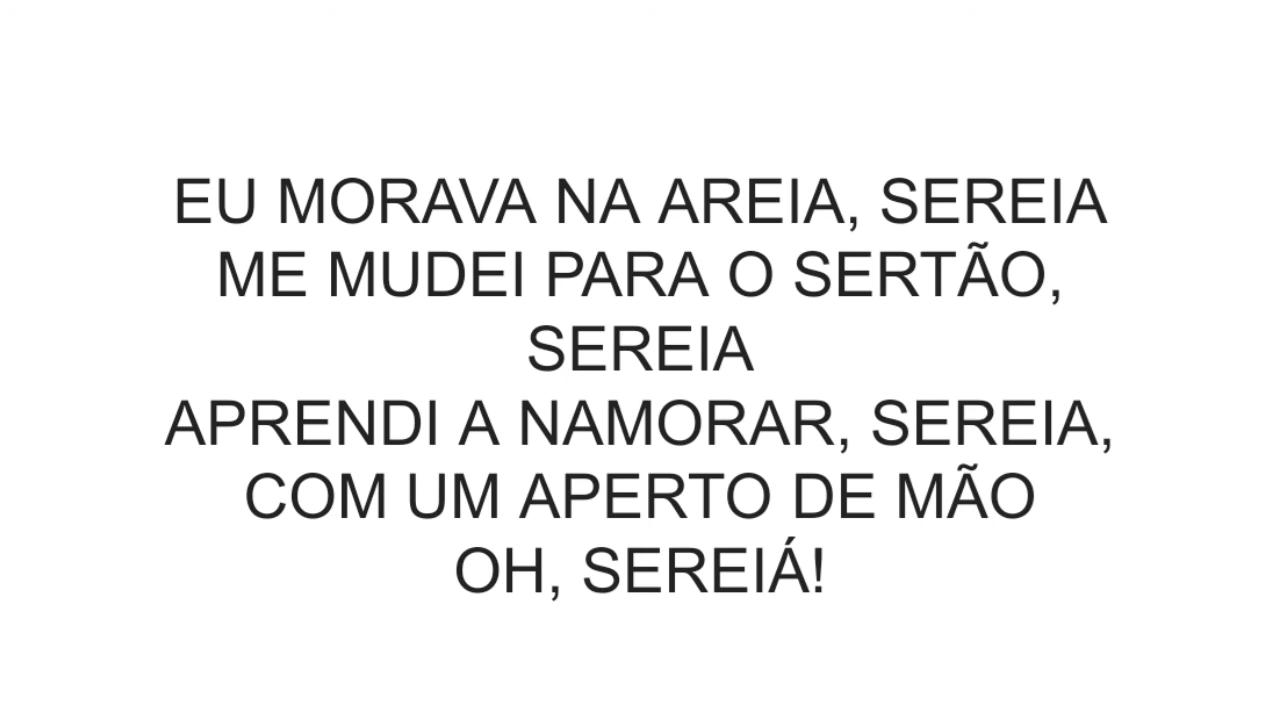 EU MORAVA NA AREIA, SEREIA
ME MUDEI PARA O SERTÃO,
SEREIA
APRENDI A NAMORAR, SEREIA,
COM UM APERTO DE MÃO
OH, SEREIÁ!